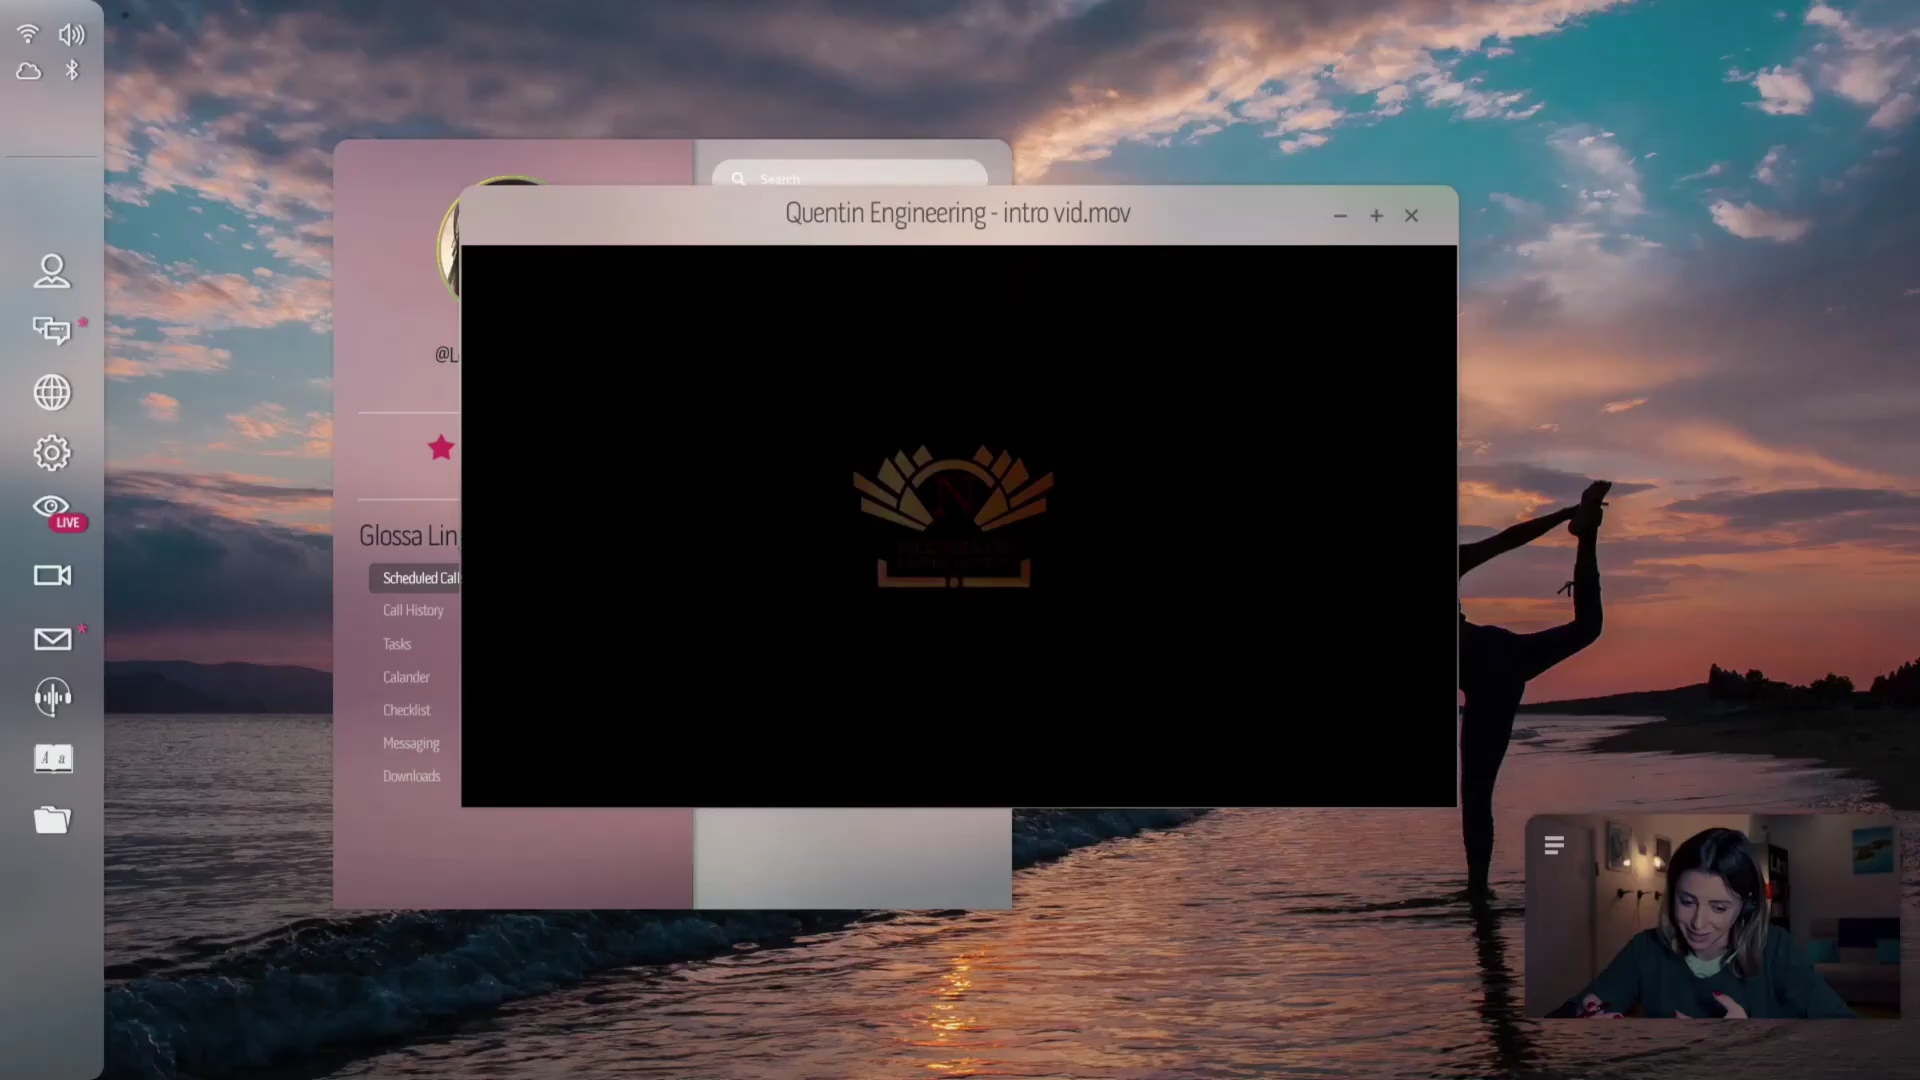 Search
Quentin Engineering - intro vid.mov
@L
LIVE
N
Glossa Lin
Scheduled Call
Call History
Tasks
Calander
Checklist
Messaging
Downloads
A a